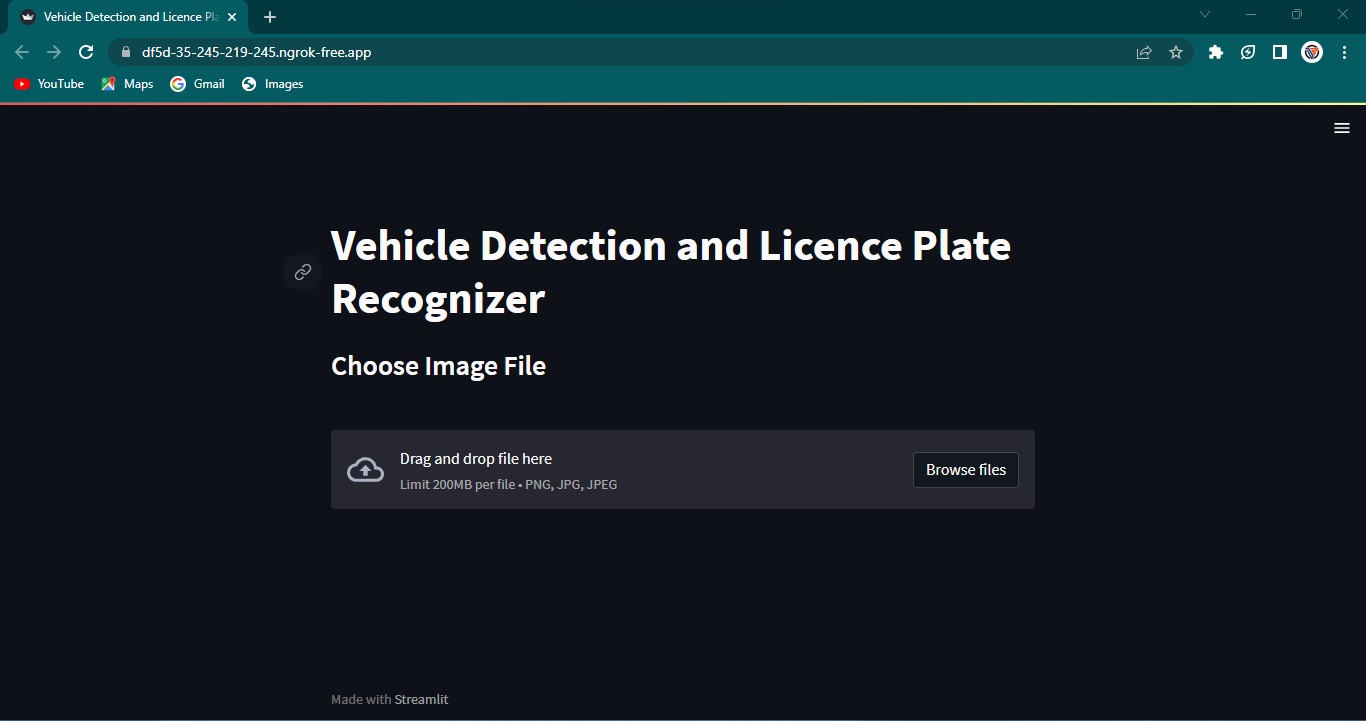 Vehicle Detection and Licence Pla
df5d-35-245-219-245.ngrok-free.app
YouTube Maps Gmail Images
Vehicle Detection and Licence Plate
Recognizer
Choose Image File
Drag and drop file here
Limit 200MB per file • PNG, JPG, JPEG
Browse files
Made with Streamlit